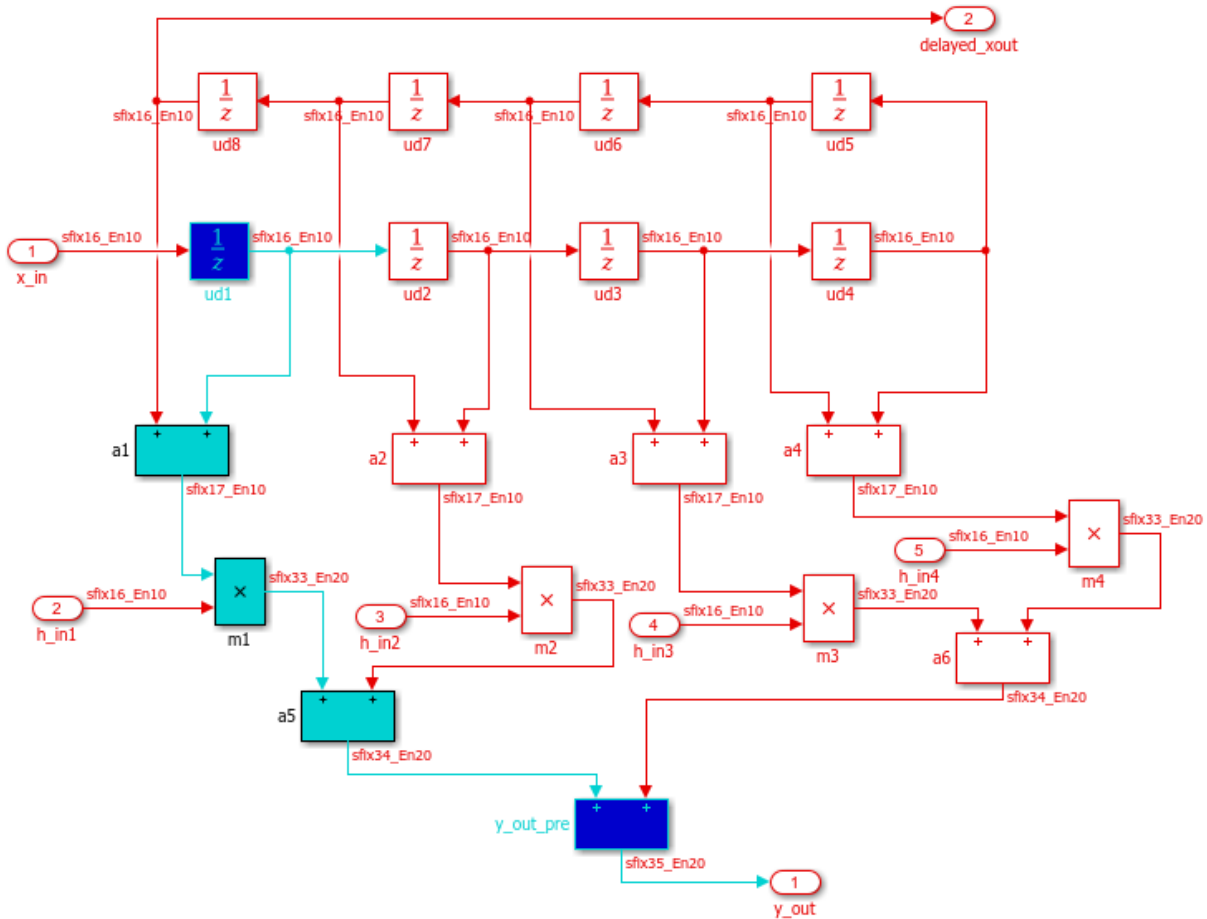 2
delayed_xout
1/z
1/z
1/z
1/z
sfix16_En10
sfix16_En10
sfix16_En10
sfix16_En10
ud8
ud7
ud6
ud5
sfix16_En10
sfix16_En10
sfix16_En10
sfix16_En10
sfix16_En10
1
1/z
1/z
1/z
1/z
x_in
ud1
ud2
ud3
ud4
+ +
+ +
+ +
+ +
a1
a2
a3
a4
sfix17_En10
sfix17_En10
sfix17_En10
sfix17_En10
sfix33_En20
sfix16_En10
5
×
h_in4
m4
sfix33_En20
sfix33_En20
sfix33_En20
sfix16_En10
sfix16_En10
sfix16_En10
2
×
3
×
4
×
h_in1
m1
h_in2
m2
h_in3
m3
+ +
a6
sfix34_En20
+ +
a5
sfix34_En20
+ +
y_out_pre
sfix35_En20
1
y_out